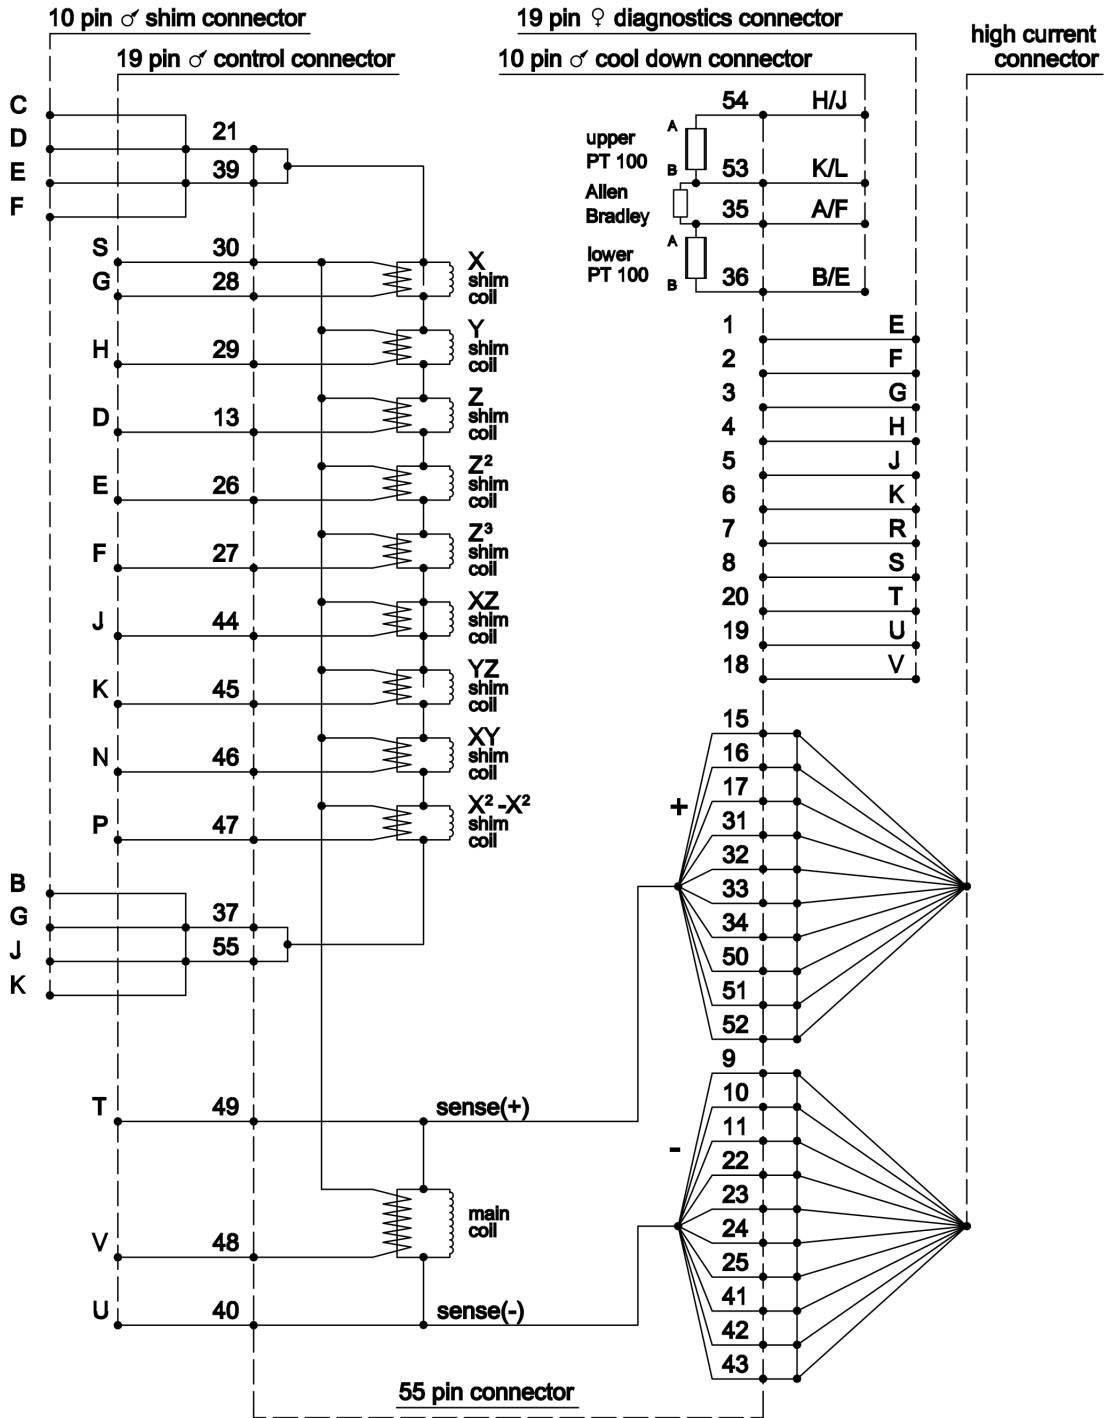 10 pin ♂ shim connector
19 pin ♂ control connector
19 pin ♀ diagnostics connector
10 pin ♂ cool down connector
high current
connector
C
D
21
E
39
F
S
30
G
28
X
shim
coil
H
29
Y
shim
coil
D
13
Z
shim
coil
E
26
Z²
shim
coil
F
27
Z³
shim
coil
J
44
XZ
shim
coil
K
45
YZ
shim
coil
N
46
XY
shim
coil
P
47
X² -X²
shim
coil
B
G
37
J
55
K
T
49
sense(+)
main
coil
V
48
U
40
sense(-)
54
H/J
A
upper
PT 100
B
53
K/L
Allen
Bradley
35
A/F
A
lower
PT 100
B
36
B/E
1
E
2
F
3
G
4
H
5
J
6
K
7
R
8
S
20
T
19
U
18
V
+
15
16
17
31
32
33
34
50
51
52
-
9
10
11
22
23
24
25
41
42
43
55 pin connector